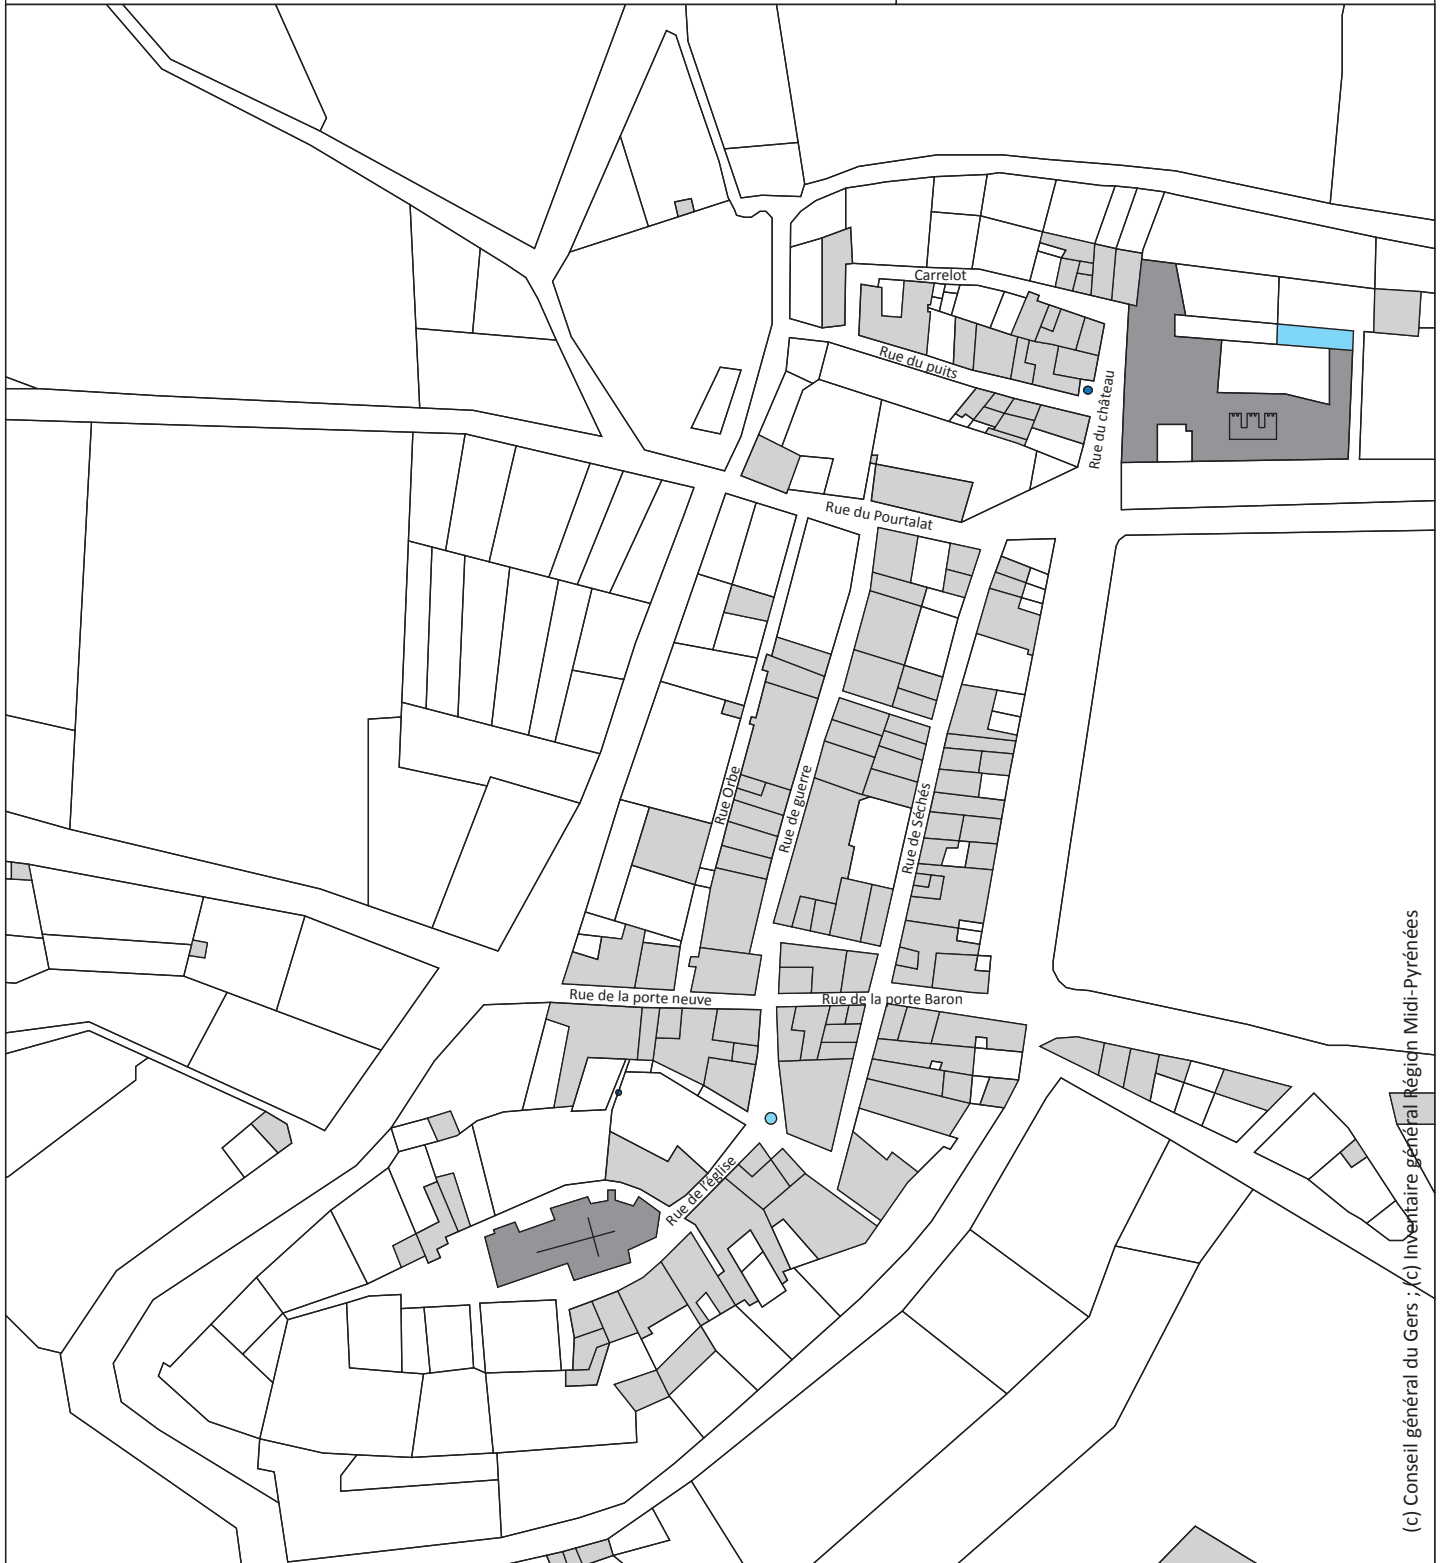 Carrelot
Rue du puits
Rue du château
Rue du Pourtalat
Rue Orbe
Rue de guerre
Rue de Séchés
Rue de la porte neuve
Rue de la porte Baron
Rue de l'église
(c) Conseil général du Gers ; (c) Inventaire général Région Midi-Pyrénées